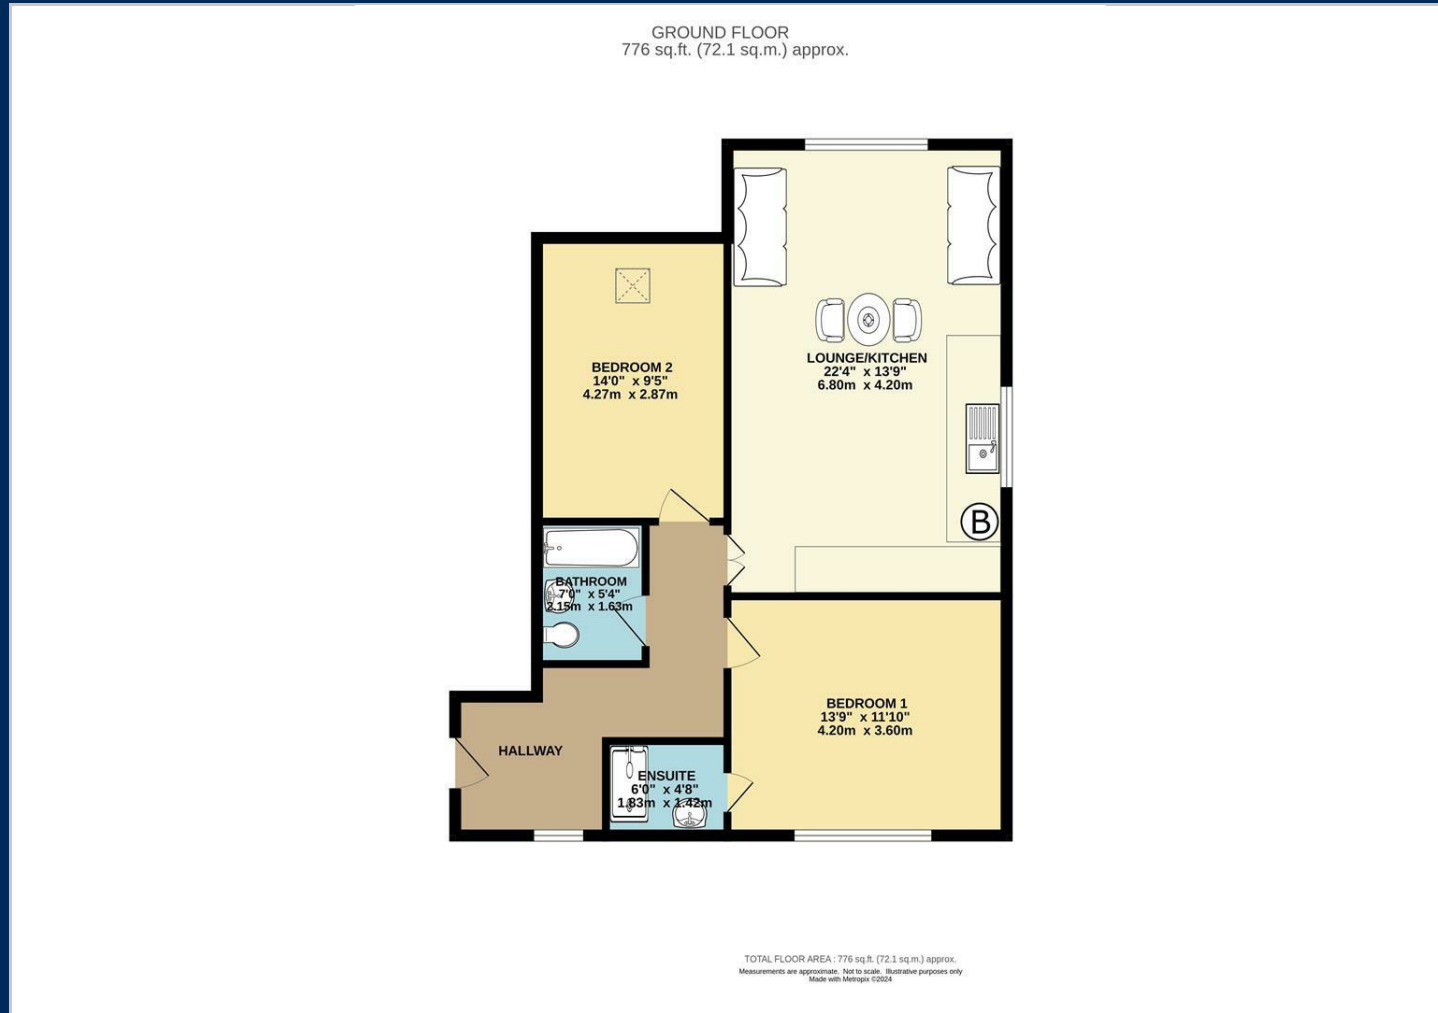 GROUND FLOOR
776 sq.ft. (72.1 sq.m.) approx.
LOUNGE/KITCHEN
22'4" x 13'9"
6.80m x 4.20m
BEDROOM 2
14'0" x 9'5"
4.27m x 2.87m
B
BATHROOM
7'0" x 5'4"
2.15m x 1.63m
BEDROOM 1
13'9" x 11'10"
4.20m x 3.60m
HALLWAY
ENSUITE
6'0" x 4'8"
1.83m x 1.42m
TOTAL FLOOR AREA : 776 sq.ft. (72.1 sq.m.) approx.
Measurements are approximate. Not to scale. Illustrative purposes only
Made with Metropix ©2024